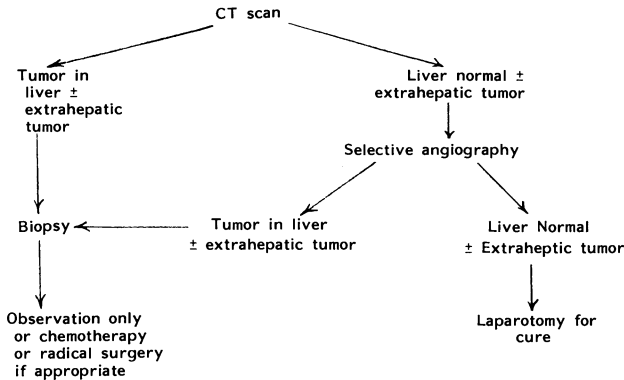 CT scan
Tumor in
liver ±
extrahepatic
tumor
Liver normal ±
extrahepatic tumor
Selective angiography
Biopsy
Tumor in liver
± extrahepatic tumor
Liver Normal
± Extraheptic tumor
Observation only
or chemotherapy
or radical surgery
if appropriate
Laparotomy for
cure